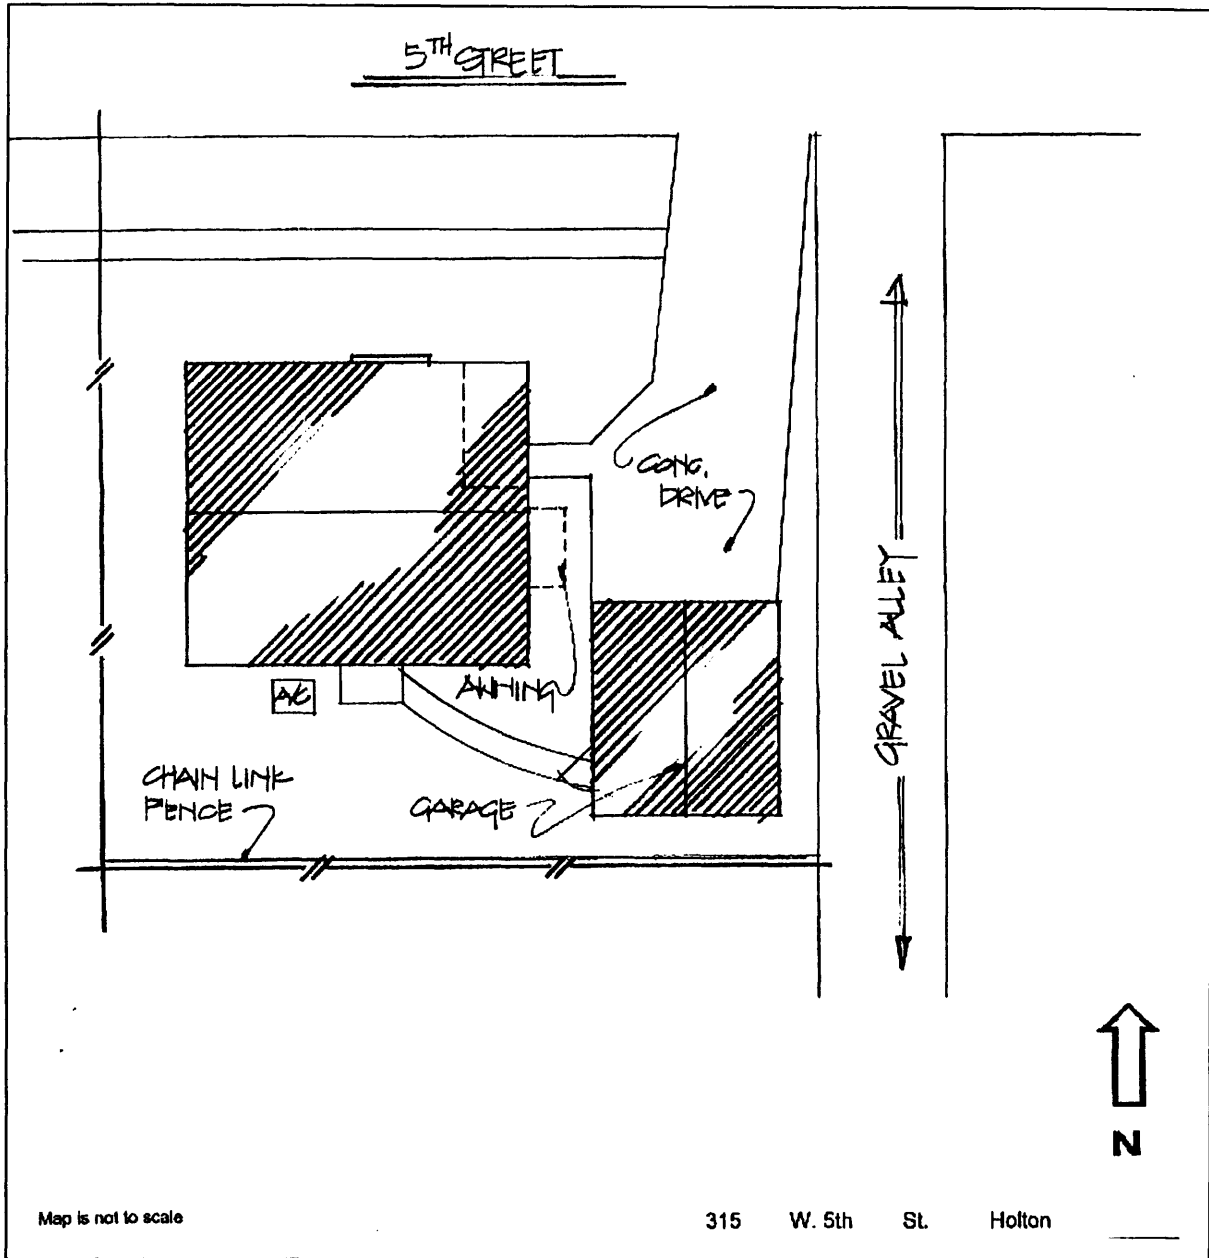 5TH STREET
CONC.
DRIVE
GRAVEL ALLEY
AWNING
A/C
CHAIN LINK
FENCE
GARAGE
N
Map is not to scale
315 W. 5th St. Holton